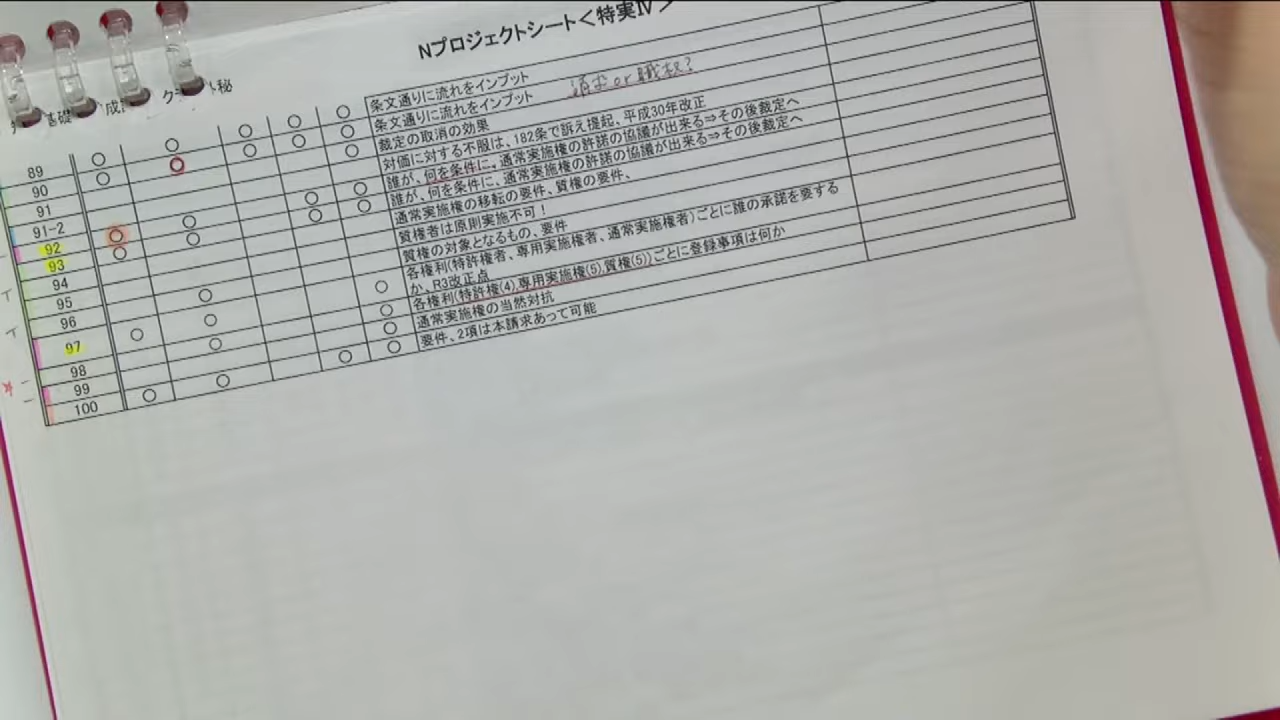 Nプロジェクトシート<特実Ⅳ>
基礎
秘
89 ○ ○ ○ ○ ○ 条文通りに流れをインプット
90 ○ ○ ○ ○ ○ 条文通りに流れをインプット 請求or職権?
91 ○ 裁定の取消の効果
91-2 対価に対する不服は、182条で訴え提起、平成30年改正
92 ○ ○ ○ ○ 誰が、何を条件に、通常実施権の許諾の協議が出来る⇒その後裁定へ
93 ○ ○ ○ ○ 誰が、何を条件に、通常実施権の許諾の協議が出来る⇒その後裁定へ
94 通常実施権の移転の要件、質権の要件、
95 質権者は原則実施不可!
96 ○ 質権の対象となるもの、要件
97 ○ ○ ○ 各権利(特許権者、専用実施権者、通常実施権者)ごとに誰の承諾を要する
か、R3改正点
98 ○ ○ 各権利(特許権(4),専用実施権(5),質権(5))ごとに登録事項は何か
99 ○ 通常実施権の当然対抗
100 ○ ○ ○ ○ 要件、2項は本請求あって可能